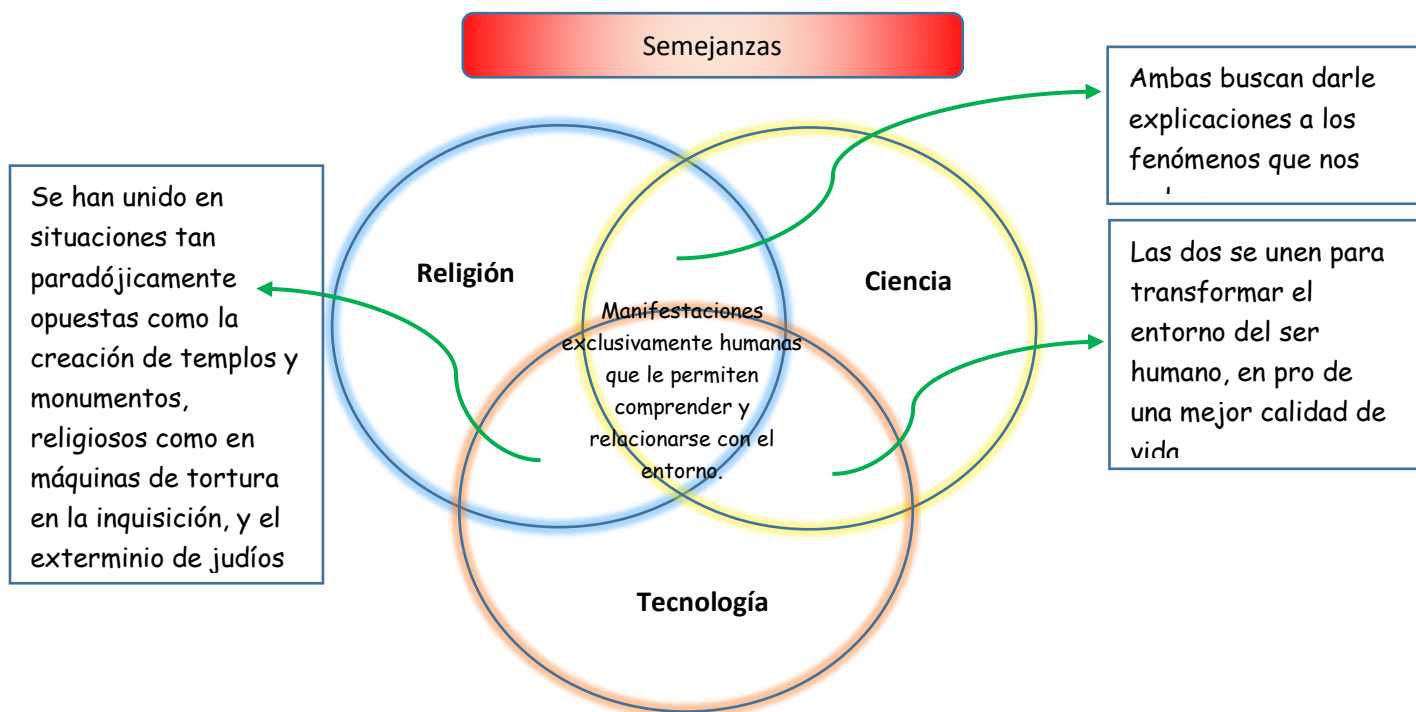 Semejanzas
Ambas buscan darle
explicaciones a los
fenómenos que nos
Se han unido en
situaciones tan
paradójicamente
opuestas como la
creación de templos y
monumentos,
religiosos como en
máquinas de tortura
en la inquisición, y el
exterminio de judíos
Religión
Ciencia
Manifestaciones
exclusivamente humanas
que le permiten
comprender y
relacionarse con el
entorno.
Las dos se unen para
transformar el
entorno del ser
humano, en pro de
una mejor calidad de
vida
Tecnología